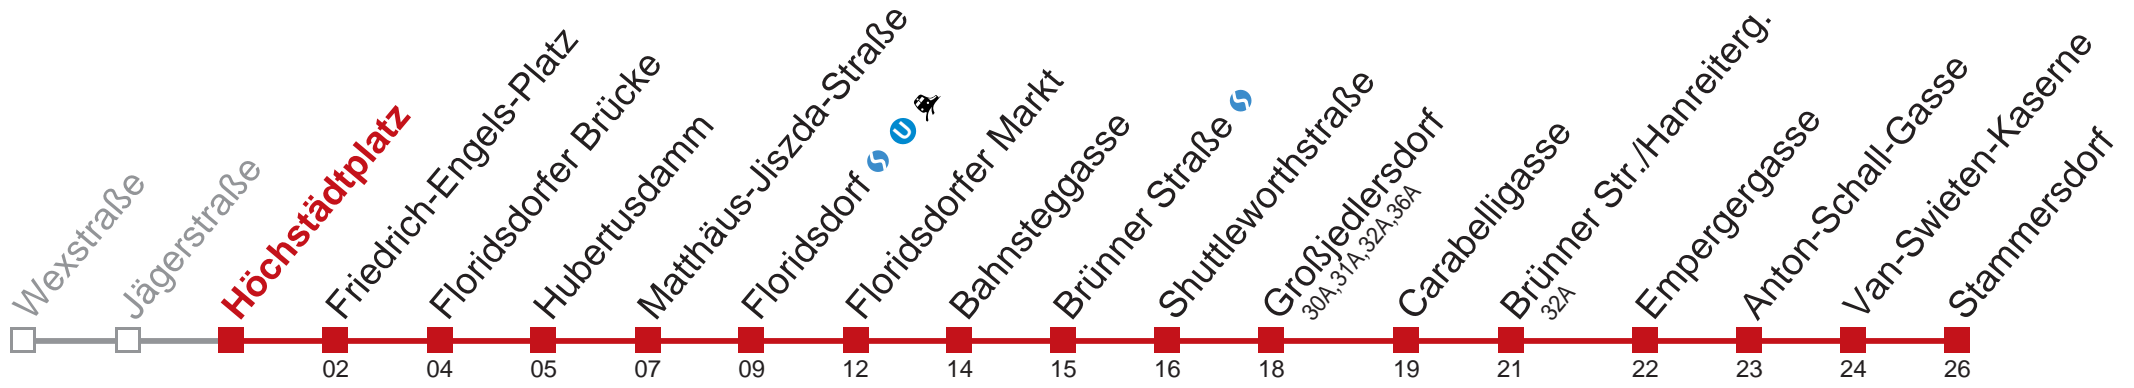 Wexstraße
Jägerstraße
Höchstädtplatz
Friedrich-Engels-Platz
Floridsdorfer Brücke
Hubertusdamm
Matthäus-Jiszda-Straße
Floridsdorf S U
Floridsdorfer Markt
Bahnsteggasse
Brünner Straße S
Shuttleworthstraße
Großjedlersdorf
30A,31A,32A,36A
Carabelligasse
Brünner Str./Hanreiterg.
32A
Empergergasse
Anton-Schall-Gasse
Van-Swieten-Kaserne
Stammersdorf
02 04 05 07 09 12 14 15 16 18 19 21 22 23 24 26